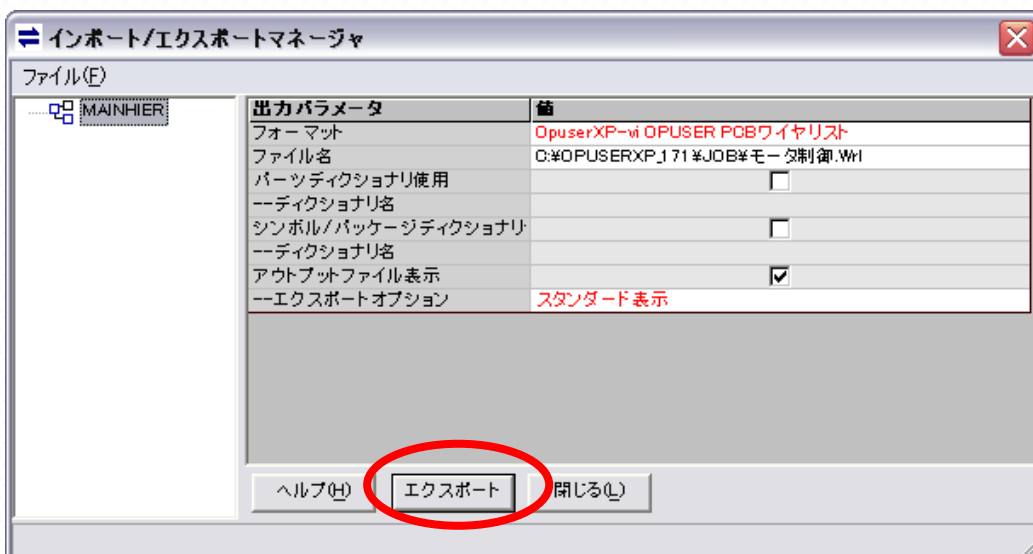 インポート/エクスポートマネージャ
ファイル(F)
MAINHIER
出力パラメータ 値
フォーマット OpuserXP-vi OPUSER PCBワイヤリスト
ファイル名 C:¥OPUSERXP_171¥JOB¥モータ制御.Wrl
パーツディクショナリ使用
--ディクショナリ名
シンボル/パッケージディクショナリ
--ディクショナリ名
アウトプットファイル表示
--エクスポートオプション スタンダード表示
ヘルプ(H) エクスポート 閉じる(L)